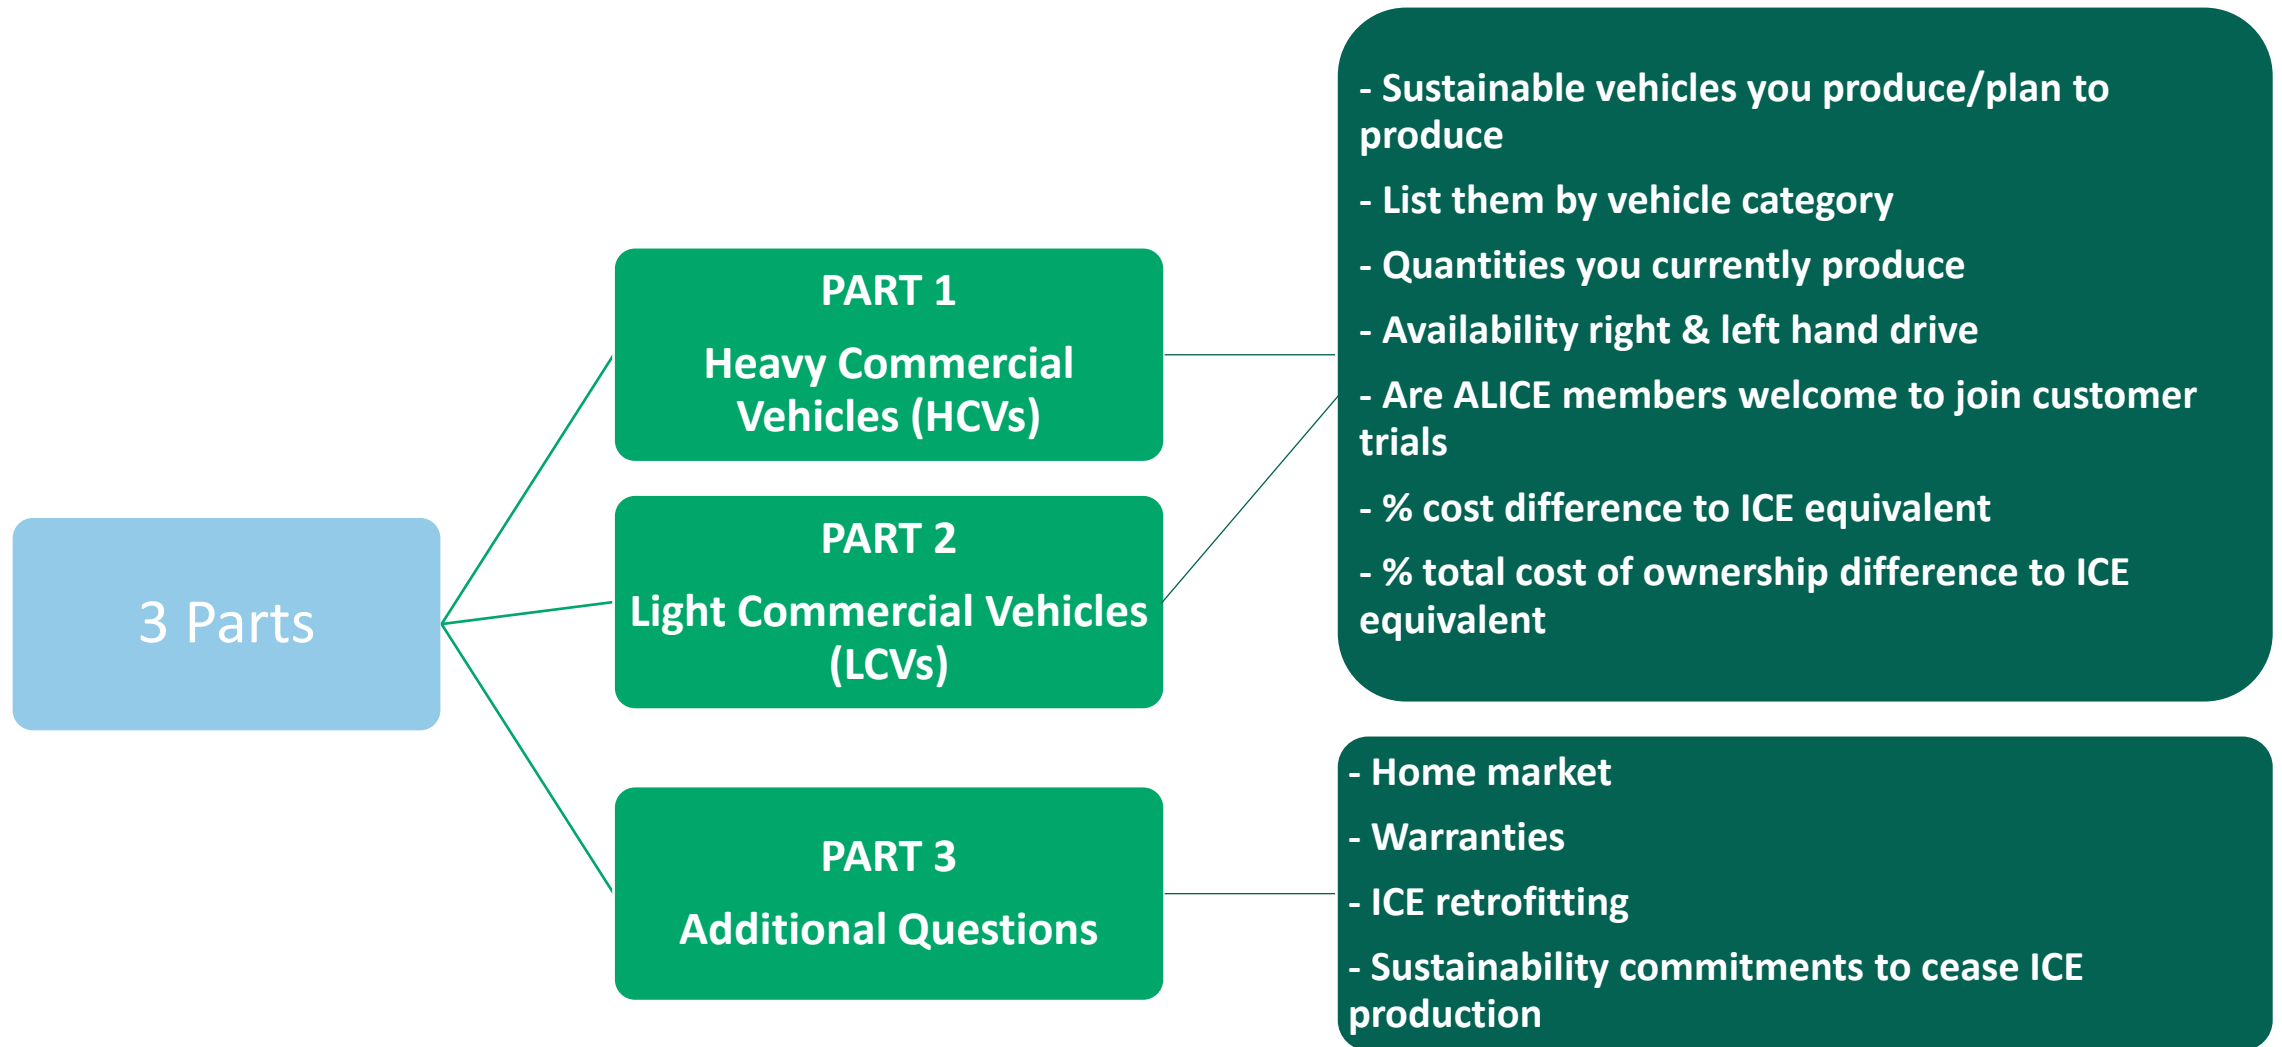 3 Parts
PART 1
Heavy Commercial
Vehicles (HCVs)
PART 2
Light Commercial Vehicles
(LCVs)
PART 3
Additional Questions
- Sustainable vehicles you produce/plan to
produce
- List them by vehicle category
- Quantities you currently produce
- Availability right & left hand drive
- Are ALICE members welcome to join customer
trials
- % cost difference to ICE equivalent
- % total cost of ownership difference to ICE
equivalent
- Home market
- Warranties
- ICE retrofitting
- Sustainability commitments to cease ICE
production